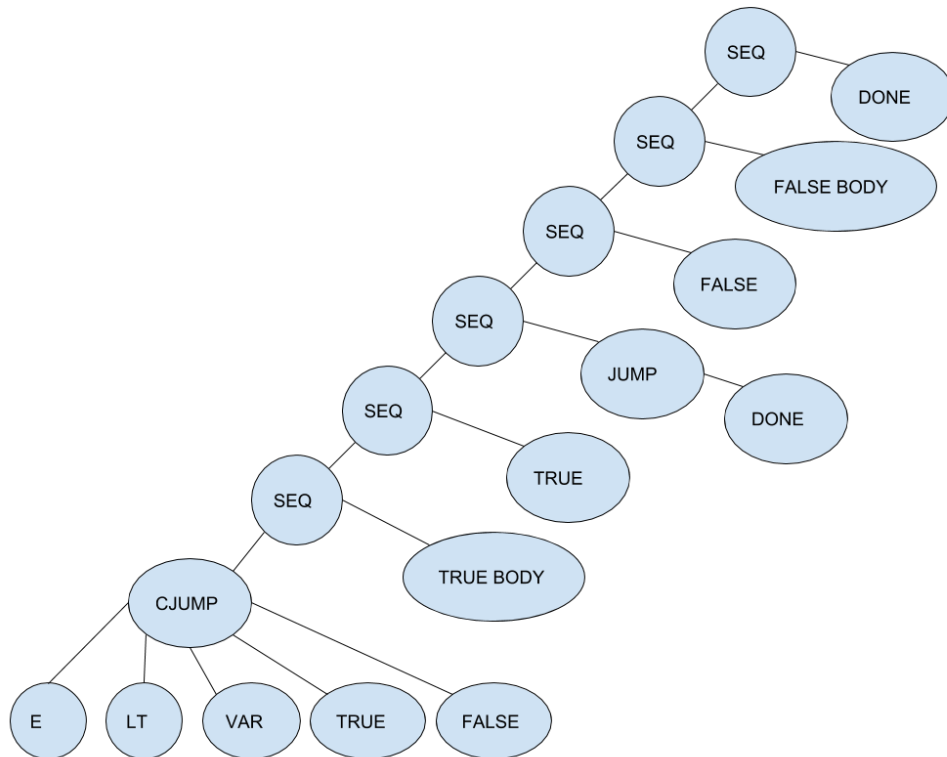 SEQ
DONE
SEQ
FALSE BODY
SEQ
FALSE
SEQ
JUMP
DONE
SEQ
TRUE
SEQ
TRUE BODY
CJUMP
E
LT
VAR
TRUE
FALSE